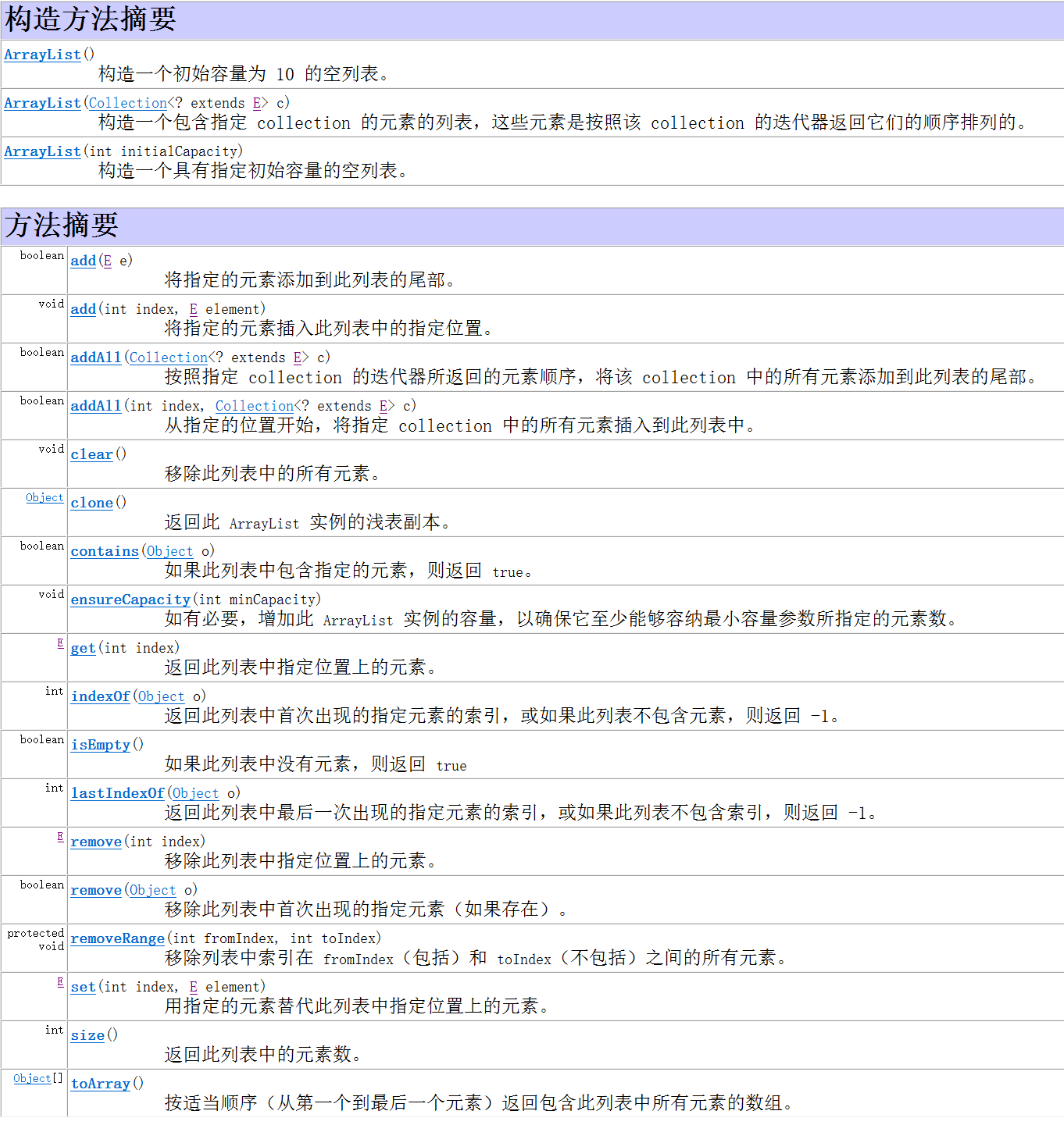 构造方法摘要
ArrayList()
构造一个初始容量为 10 的空列表。
ArrayList(Collection<? extends E> c)
构造一个包含指定 collection 的元素的列表，这些元素是按照该 collection 的迭代器返回它们的顺序排列的。
ArrayList(int initialCapacity)
构造一个具有指定初始容量的空列表。
方法摘要
boolean add(E e)
将指定的元素添加到此列表的尾部。
void add(int index, E element)
将指定的元素插入此列表中的指定位置。
boolean addAll(Collection<? extends E> c)
按照指定 collection 的迭代器所返回的元素顺序，将该 collection 中的所有元素添加到此列表的尾部。
boolean addAll(int index, Collection<? extends E> c)
从指定的位置开始，将指定 collection 中的所有元素插入到此列表中。
void clear()
移除此列表中的所有元素。
Object clone()
返回此 ArrayList 实例的浅表副本。
boolean contains(Object o)
如果此列表中包含指定的元素，则返回 true。
void ensureCapacity(int minCapacity)
如有必要，增加此 ArrayList 实例的容量，以确保它至少能够容纳最小容量参数所指定的元素数。
E get(int index)
返回此列表中指定位置上的元素。
int indexOf(Object o)
返回此列表中首次出现的指定元素的索引，或如果此列表不包含元素，则返回 -1。
boolean isEmpty()
如果此列表中没有元素，则返回 true
int lastIndexOf(Object o)
返回此列表中最后一次出现的指定元素的索引，或如果此列表不包含索引，则返回 -1。
E remove(int index)
移除此列表中指定位置上的元素。
boolean remove(Object o)
移除此列表中首次出现的指定元素（如果存在）。
protected void removeRange(int fromIndex, int toIndex)
移除列表中索引在 fromIndex（包括）和 toIndex（不包括）之间的所有元素。
E set(int index, E element)
用指定的元素替代此列表中指定位置上的元素。
int size()
返回此列表中的元素数。
Object[] toArray()
按适当顺序（从第一个到最后一个元素）返回包含此列表中所有元素的数组。